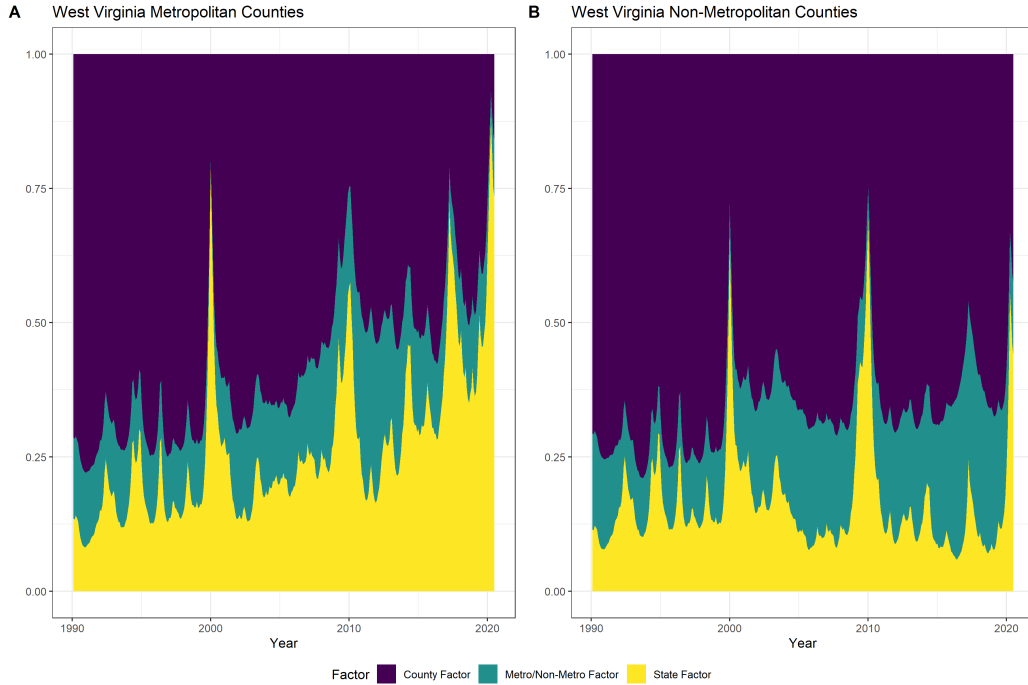 A
West Virginia Metropolitan Counties
1.00
0.75
0.50
0.25
0.00
1990
2000
2010
2020
Year
B
West Virginia Non-Metropolitan Counties
1.00
0.75
0.50
0.25
0.00
1990
2000
2010
2020
Year
Factor
County Factor
Metro/Non-Metro Factor
State Factor